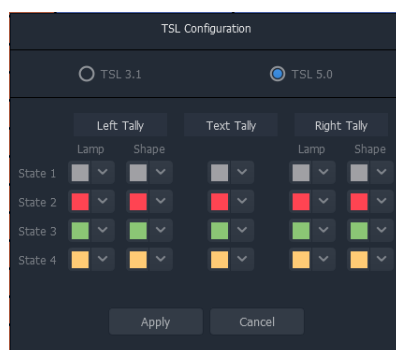 TSL Configuration
TSL 3.1 TSL 5.0
Left Tally Text Tally Right Tally
Lamp Shape Lamp Shape
State 1
State 2
State 3
State 4
Apply Cancel